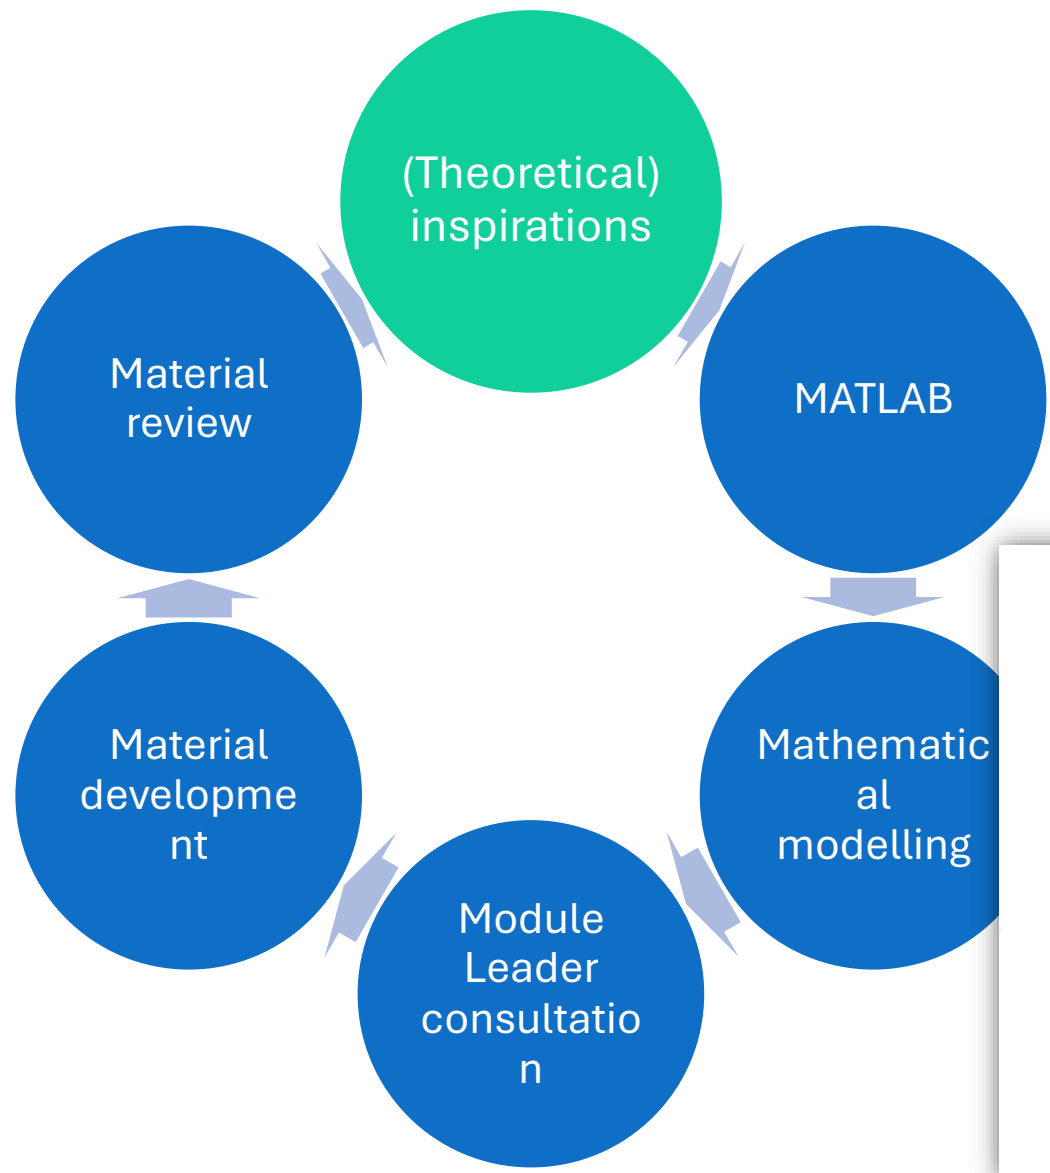 (Theoretical)
inspirations
MATLAB
Mathematic
al
modelling
Module
Leader
consultatio
n
Material
developme
nt
Material
review